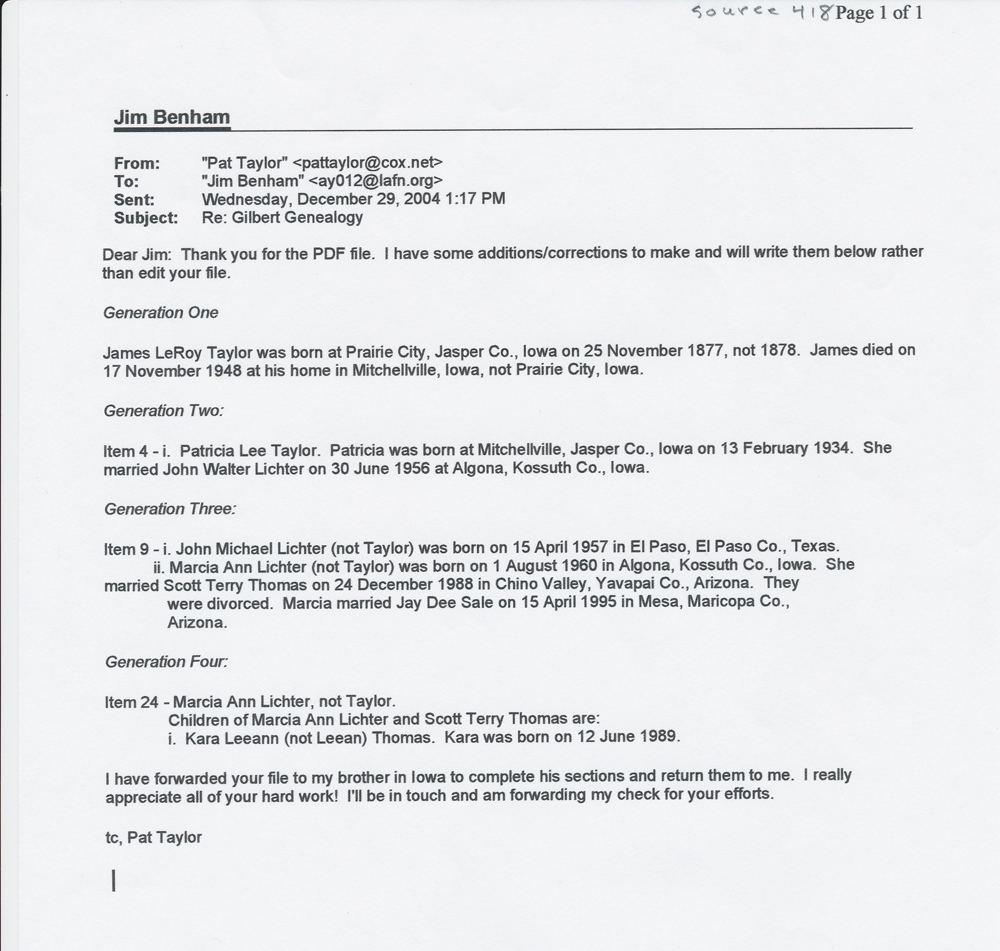 source 418 Page 1 of 1
Jim Benham
From: "Pat Taylor" <pattaylor@cox.net>
To: "Jim Benham" <ay012@lafn.org>
Sent: Wednesday, December 29, 2004 1:17 PM
Subject: Re: Gilbert Genealogy
Dear Jim: Thank you for the PDF file. I have some additions/corrections to make and will write them below rather
than edit your file.
Generation One
James LeRoy Taylor was born at Prairie City, Jasper Co., Iowa on 25 November 1877, not 1878. James died on
17 November 1948 at his home in Mitchellville, Iowa, not Prairie City, Iowa.
Generation Two:
Item 4 - i. Patricia Lee Taylor. Patricia was born at Mitchellville, Jasper Co., Iowa on 13 February 1934. She
married John Walter Lichter on 30 June 1956 at Algona, Kossuth Co., Iowa.
Generation Three:
Item 9 - i. John Michael Lichter (not Taylor) was born on 15 April 1957 in El Paso, El Paso Co., Texas.
ii. Marcia Ann Lichter (not Taylor) was born on 1 August 1960 in Algona, Kossuth Co., Iowa. She
married Scott Terry Thomas on 24 December 1988 in Chino Valley, Yavapai Co., Arizona. They
were divorced. Marcia married Jay Dee Sale on 15 April 1995 in Mesa, Maricopa Co.,
Arizona.
Generation Four:
Item 24 - Marcia Ann Lichter, not Taylor.
Children of Marcia Ann Lichter and Scott Terry Thomas are:
i. Kara Leeann (not Leean) Thomas. Kara was born on 12 June 1989.
I have forwarded your file to my brother in Iowa to complete his sections and return them to me. I really
appreciate all of your hard work! I'll be in touch and am forwarding my check for your efforts.
tc, Pat Taylor